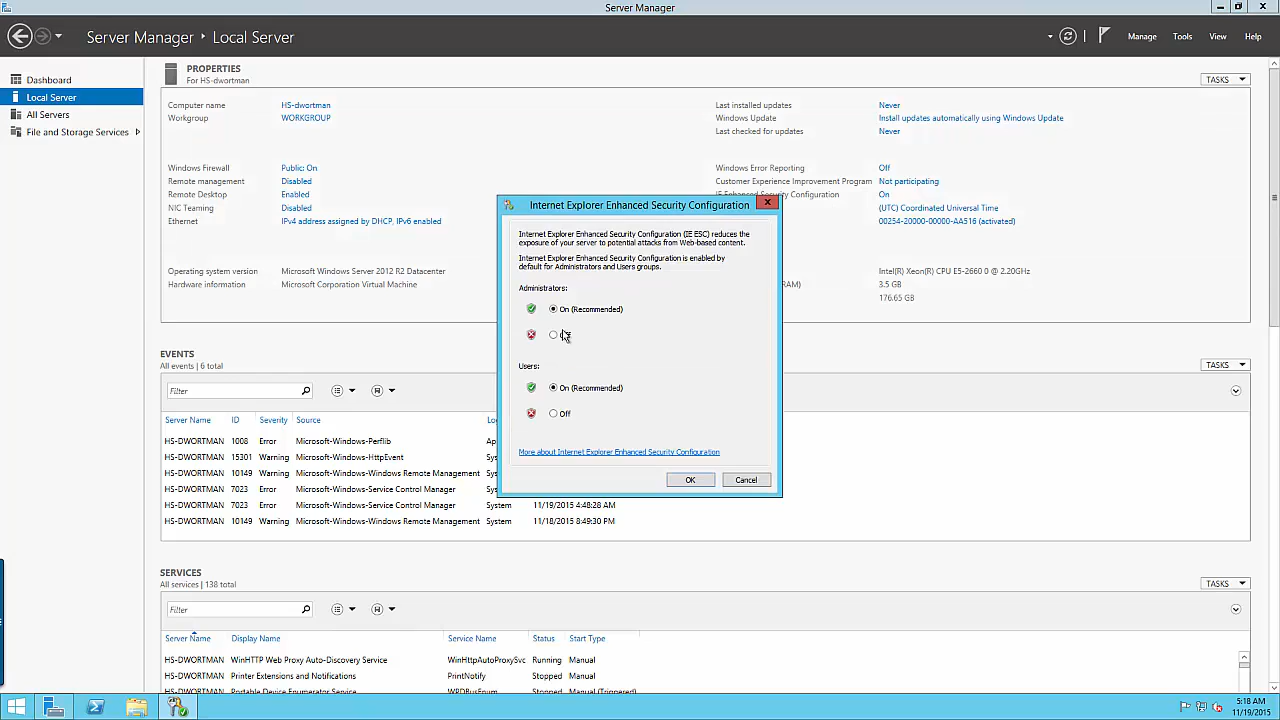 Server Manager
Server Manager • Local Server
Manage Tools View Help
Dashboard
Local Server
All Servers
File and Storage Services
PROPERTIES
For HS-dwortman
TASKS
Computer name HS-dwortman
Workgroup WORKGROUP
Last installed updates Never
Windows Update Install updates automatically using Windows Update
Last checked for updates Never
Windows Firewall Public: On
Remote management Disabled
Remote Desktop Enabled
NIC Teaming Disabled
Ethernet IPv4 address assigned by DHCP, IPv6 enabled
Windows Error Reporting Off
Customer Experience Improvement Program Not participating
Configuration On
(UTC) Coordinated Universal Time
00254-20000-00000-AA516 (activated)
Operating system version Microsoft Windows Server 2012 R2 Datacenter
Hardware information Microsoft Corporation Virtual Machine
Intel(R) Xeon(R) CPU E5-2660 0 @ 2.20GHz
3.5 GB
176.65 GB
Internet Explorer Enhanced Security Configuration
Internet Explorer Enhanced Security Configuration (IE ESC) reduces the
exposure of your server to potential attacks from Web-based content.
Internet Explorer Enhanced Security Configuration is enabled by
default for Administrators and Users groups.
Administrators:
On (Recommended)
Users:
On (Recommended)
Off
More about Internet Explorer Enhanced Security Configuration
OK Cancel
EVENTS
All events | 6 total
TASKS
Filter
Server Name ID Severity Source
HS-DWORTMAN 1008 Error Microsoft-Windows-Perflib
HS-DWORTMAN 15301 Warning Microsoft-Windows-HttpEvent
HS-DWORTMAN 10149 Warning Microsoft-Windows-Windows Remote Management
HS-DWORTMAN 7023 Error Microsoft-Windows-Service Control Manager
HS-DWORTMAN 7023 Error Microsoft-Windows-Service Control Manager System 11/19/2015 4:48:28 AM
HS-DWORTMAN 10149 Warning Microsoft-Windows-Windows Remote Management System 11/18/2015 8:49:30 PM
SERVICES
All services | 138 total
TASKS
Filter
Server Name Display Name Service Name Status Start Type
HS-DWORTMAN WinHTTP Web Proxy Auto-Discovery Service WinHttpAutoProxySvc Running Manual
HS-DWORTMAN Printer Extensions and Notifications PrintNotify Stopped Manual
HS-DWORTMAN Portable Device Enumerator Service WPDBusEnum Stopped Manual (Triggered)
5:18 AM
11/19/2015